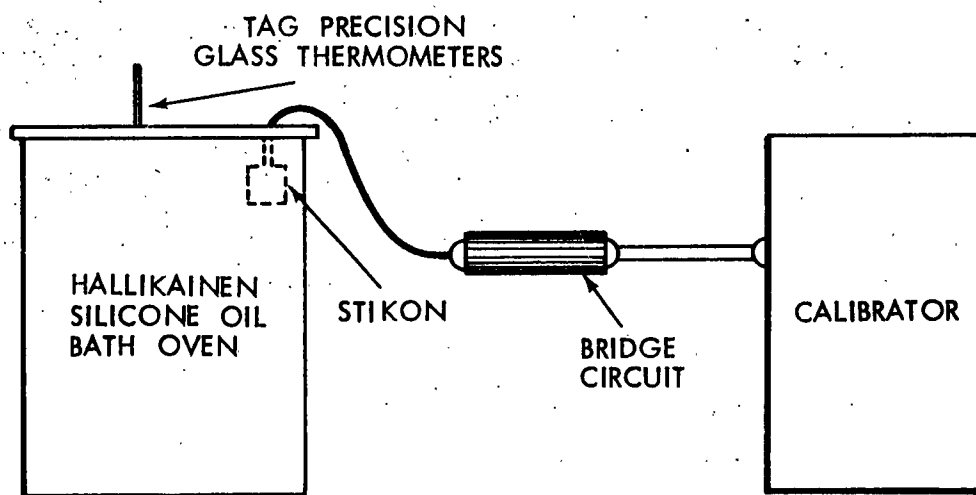 TAG PRECISION
GLASS THERMOMETERS
HALLIKAINEN
SILICONE OIL
BATH OVEN
STIKON
BRIDGE
CIRCUIT
CALIBRATOR